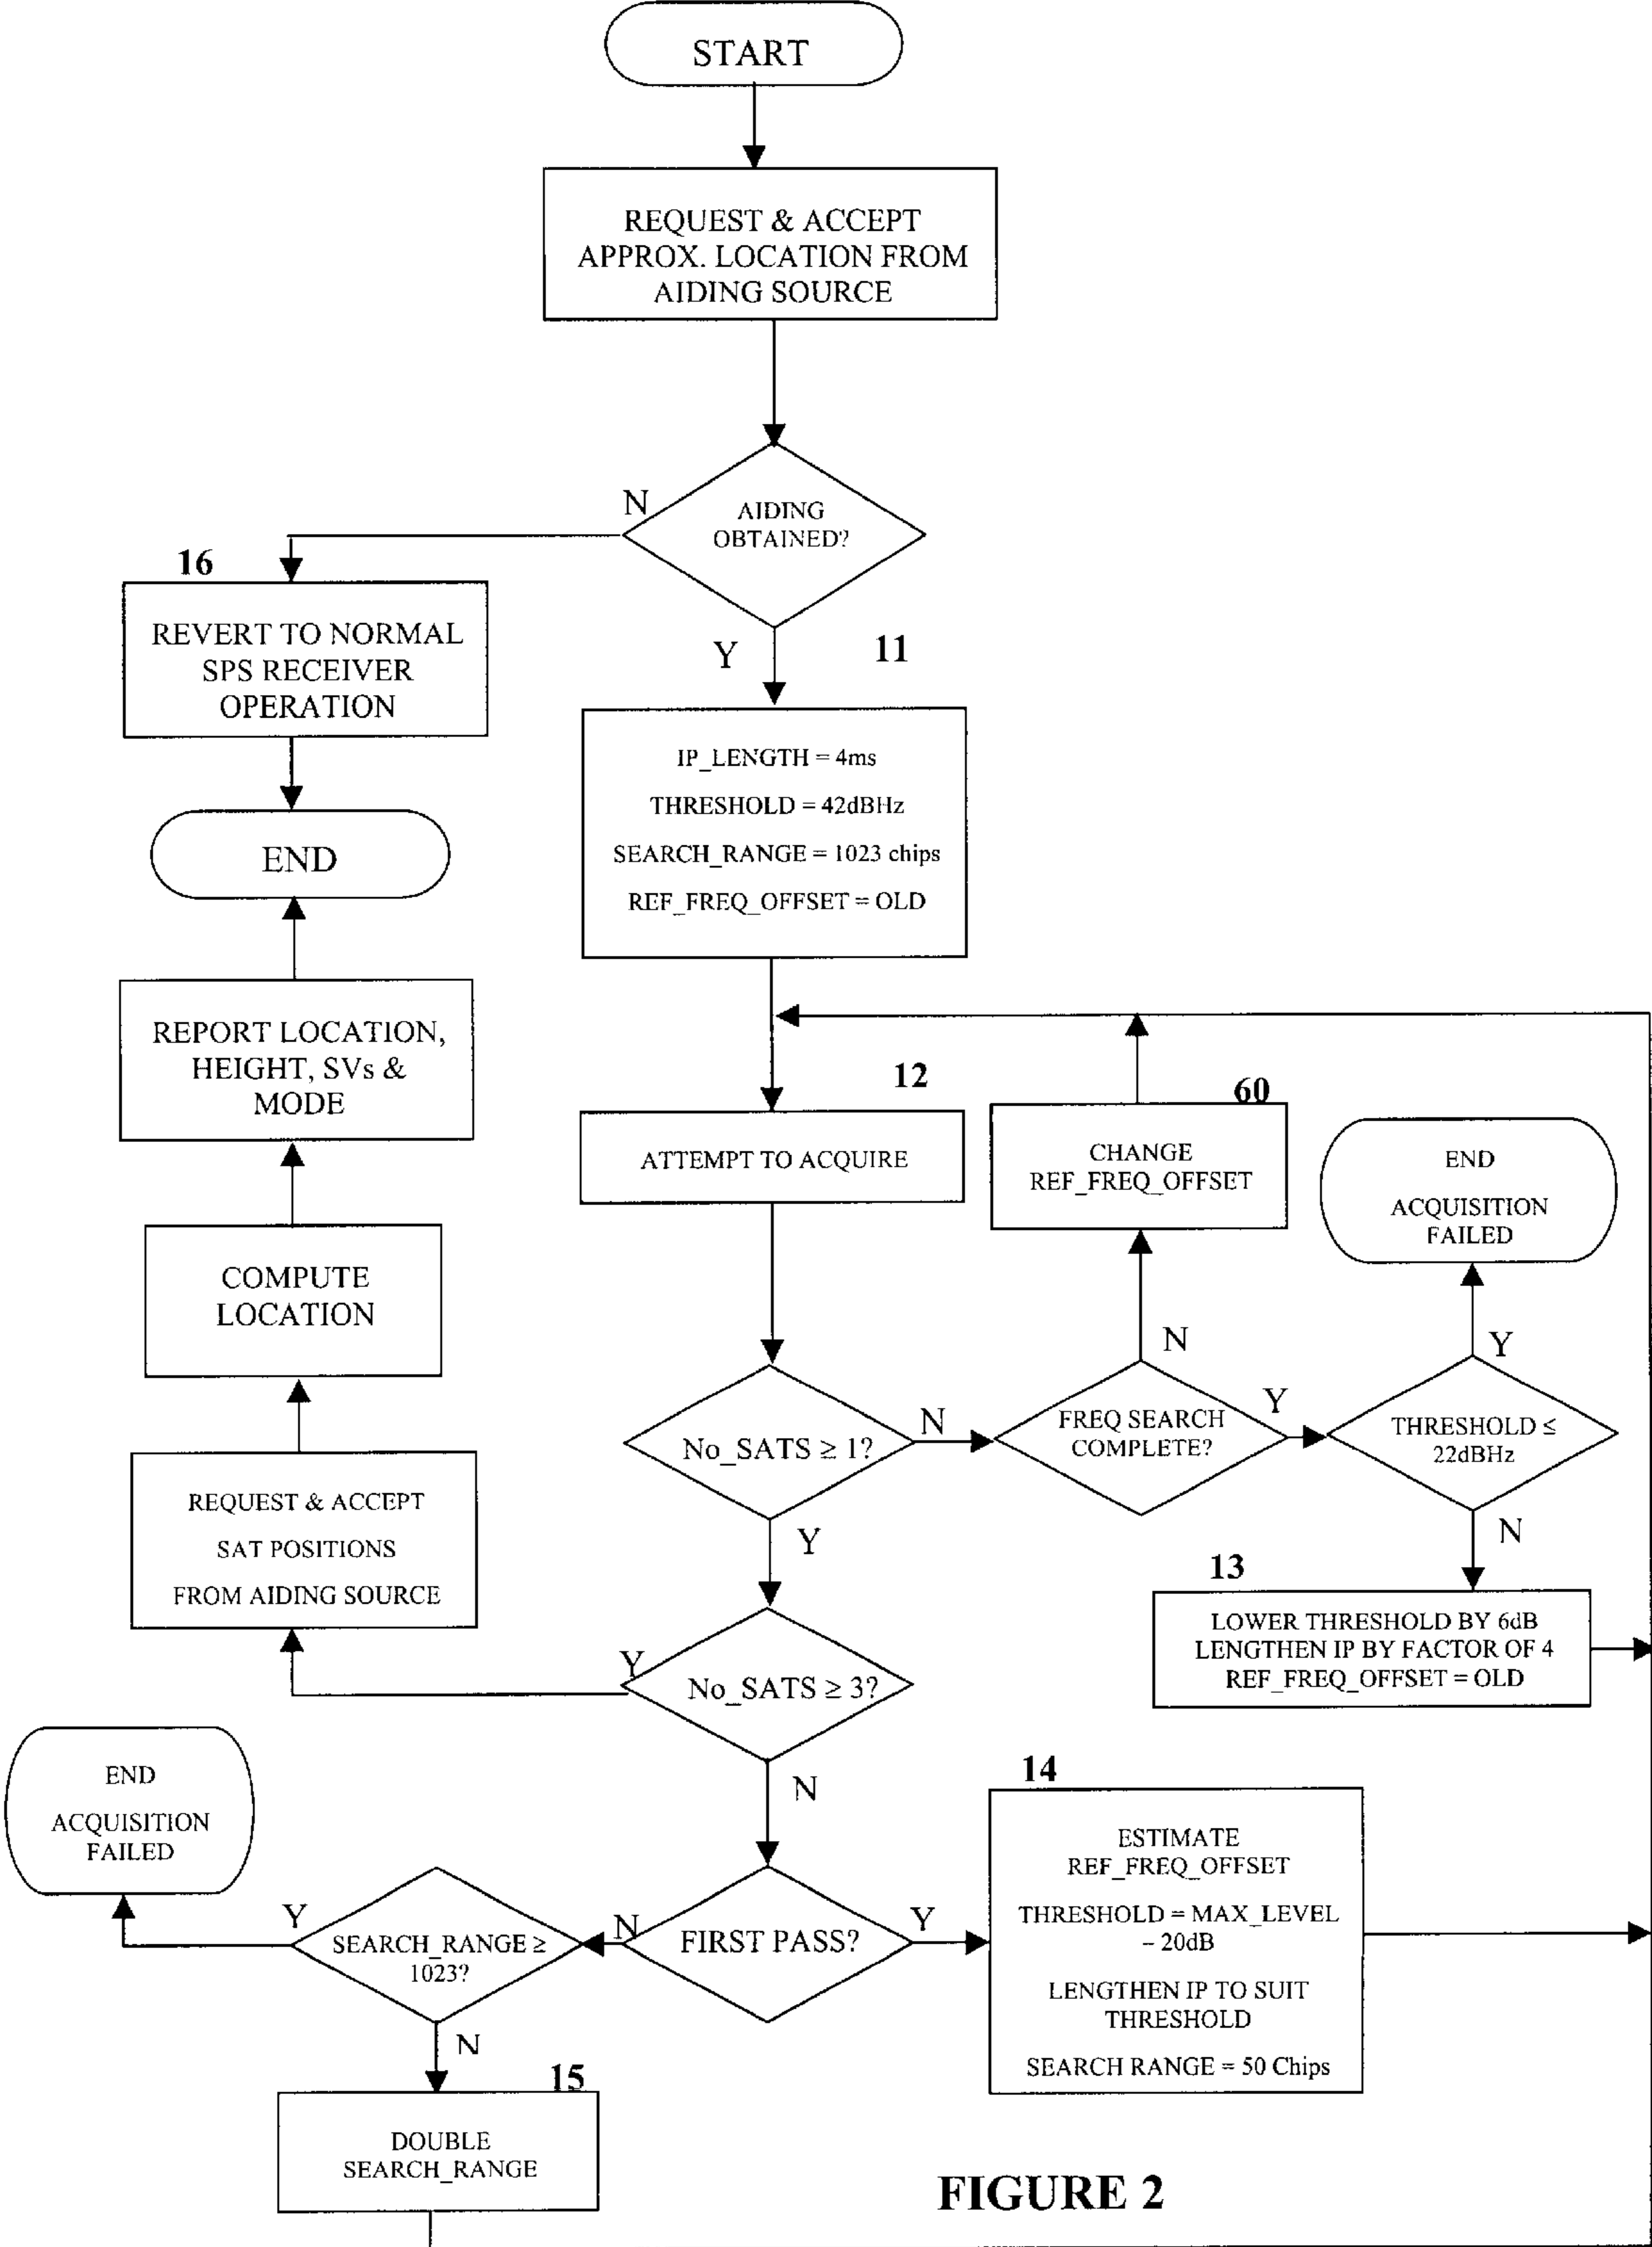 START
REQUEST & ACCEPT
APPROX. LOCATION FROM
AIDING SOURCE
AIDING
OBTAINED?
N
Y
16
REVERT TO NORMAL
SPS RECEIVER
OPERATION
END
11
IP_LENGTH = 4ms
THRESHOLD = 42dBHz
SEARCH_RANGE = 1023 chips
REF_FREQ_OFFSET = OLD
REPORT LOCATION,
HEIGHT, SVs &
MODE
12
ATTEMPT TO ACQUIRE
60
CHANGE
REF_FREQ_OFFSET
END
ACQUISITION
FAILED
COMPUTE
LOCATION
No_SATS ≥ 1?
N
Y
FREQ SEARCH
COMPLETE?
N
Y
THRESHOLD ≤
22dBHz
Y
N
REQUEST & ACCEPT
SAT POSITIONS
FROM AIDING SOURCE
13
LOWER THRESHOLD BY 6dB
LENGTHEN IP BY FACTOR OF 4
REF_FREQ_OFFSET = OLD
No_SATS ≥ 3?
Y
N
END
ACQUISITION
FAILED
14
ESTIMATE
REF_FREQ_OFFSET
THRESHOLD = MAX_LEVEL
– 20dB
LENGTHEN IP TO SUIT
THRESHOLD
SEARCH RANGE = 50 Chips
FIRST PASS?
Y
N
SEARCH_RANGE ≥
1023?
Y
N
15
DOUBLE
SEARCH_RANGE
FIGURE 2